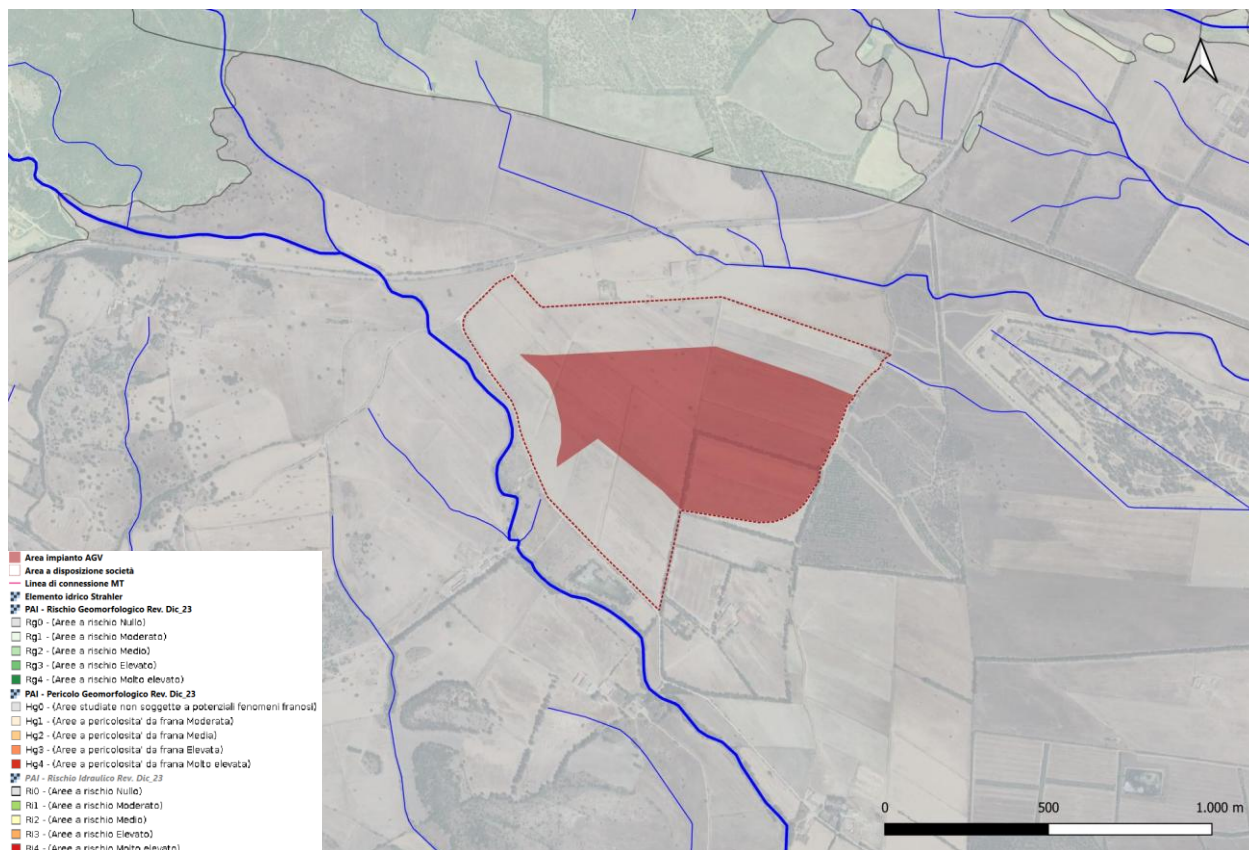 Area impianto AGV
Area a disposizione società
Linea di connessione MT
Elemento idrico Strahler
PAI - Rischio Geomorfologico Rev. Dic_23
Rg0 - (Aree a rischio Nullo)
Rg1 - (Aree a rischio Moderato)
Rg2 - (Aree a rischio Medio)
Rg3 - (Aree a rischio Elevato)
Rg4 - (Aree a rischio Molto elevato)
PAI - Pericolo Geomorfologico Rev. Dic_23
Hg0 - (Aree studiate non soggette a potenziali fenomeni franosi)
Hg1 - (Aree a pericolosita' da frana Moderata)
Hg2 - (Aree a pericolosita' da frana Media)
Hg3 - (Aree a pericolosita' da frana Elevata)
Hg4 - (Aree a pericolosita' da frana Molto elevata)
PAI - Rischio Idraulico Rev. Dic_23
Ri0 - (Aree a rischio Nullo)
Ri1 - (Aree a rischio Moderato)
Ri2 - (Aree a rischio Medio)
Ri3 - (Aree a rischio Elevato)
Ri4 - (Aree a rischio Molto elevato)
0 500 1.000 m